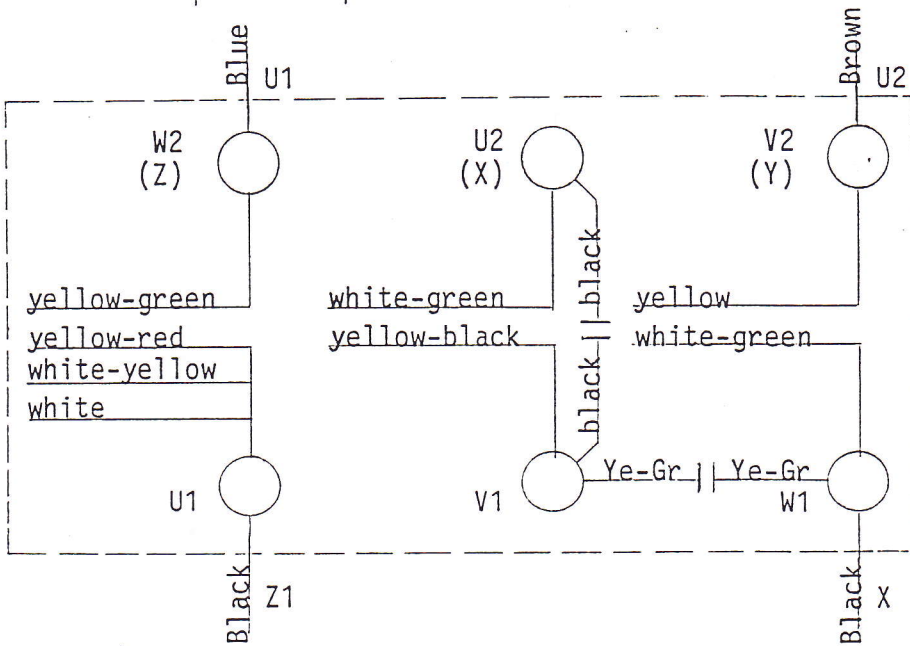 Blue
U1
Brown
U2
W2
(Z)
U2
(X)
V2
(Y)
black
yellow-green
white-green
yellow
yellow-red
yellow-black
white-green
white-yellow
white
black
Ye-Gr
Ye-Gr
U1
V1
W1
Black
Z1
Black
X